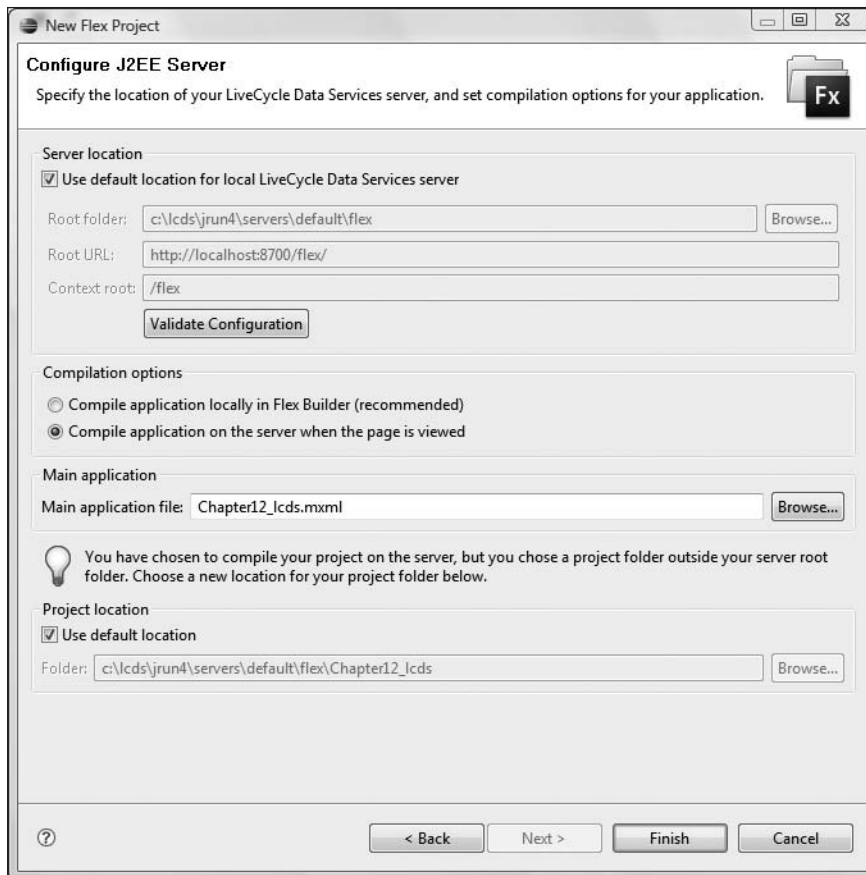 New Flex Project
Configure J2EE Server
Specify the location of your LiveCycle Data Services server, and set compilation options for your application.
Fx
Server location
Use default location for local LiveCycle Data Services server
Root folder: c:\lcds\jrun4\servers\default\flex Browse...
Root URL: http://localhost:8700/flex/
Context root: /flex
Validate Configuration
Compilation options
Compile application locally in Flex Builder (recommended)
Compile application on the server when the page is viewed
Main application
Main application file: Chapter12_lcds.mxml Browse...
You have chosen to compile your project on the server, but you chose a project folder outside your server root
folder. Choose a new location for your project folder below.
Project location
Use default location
Folder: c:\lcds\jrun4\servers\default\flex\Chapter12_lcds Browse...
? < Back Next > Finish Cancel